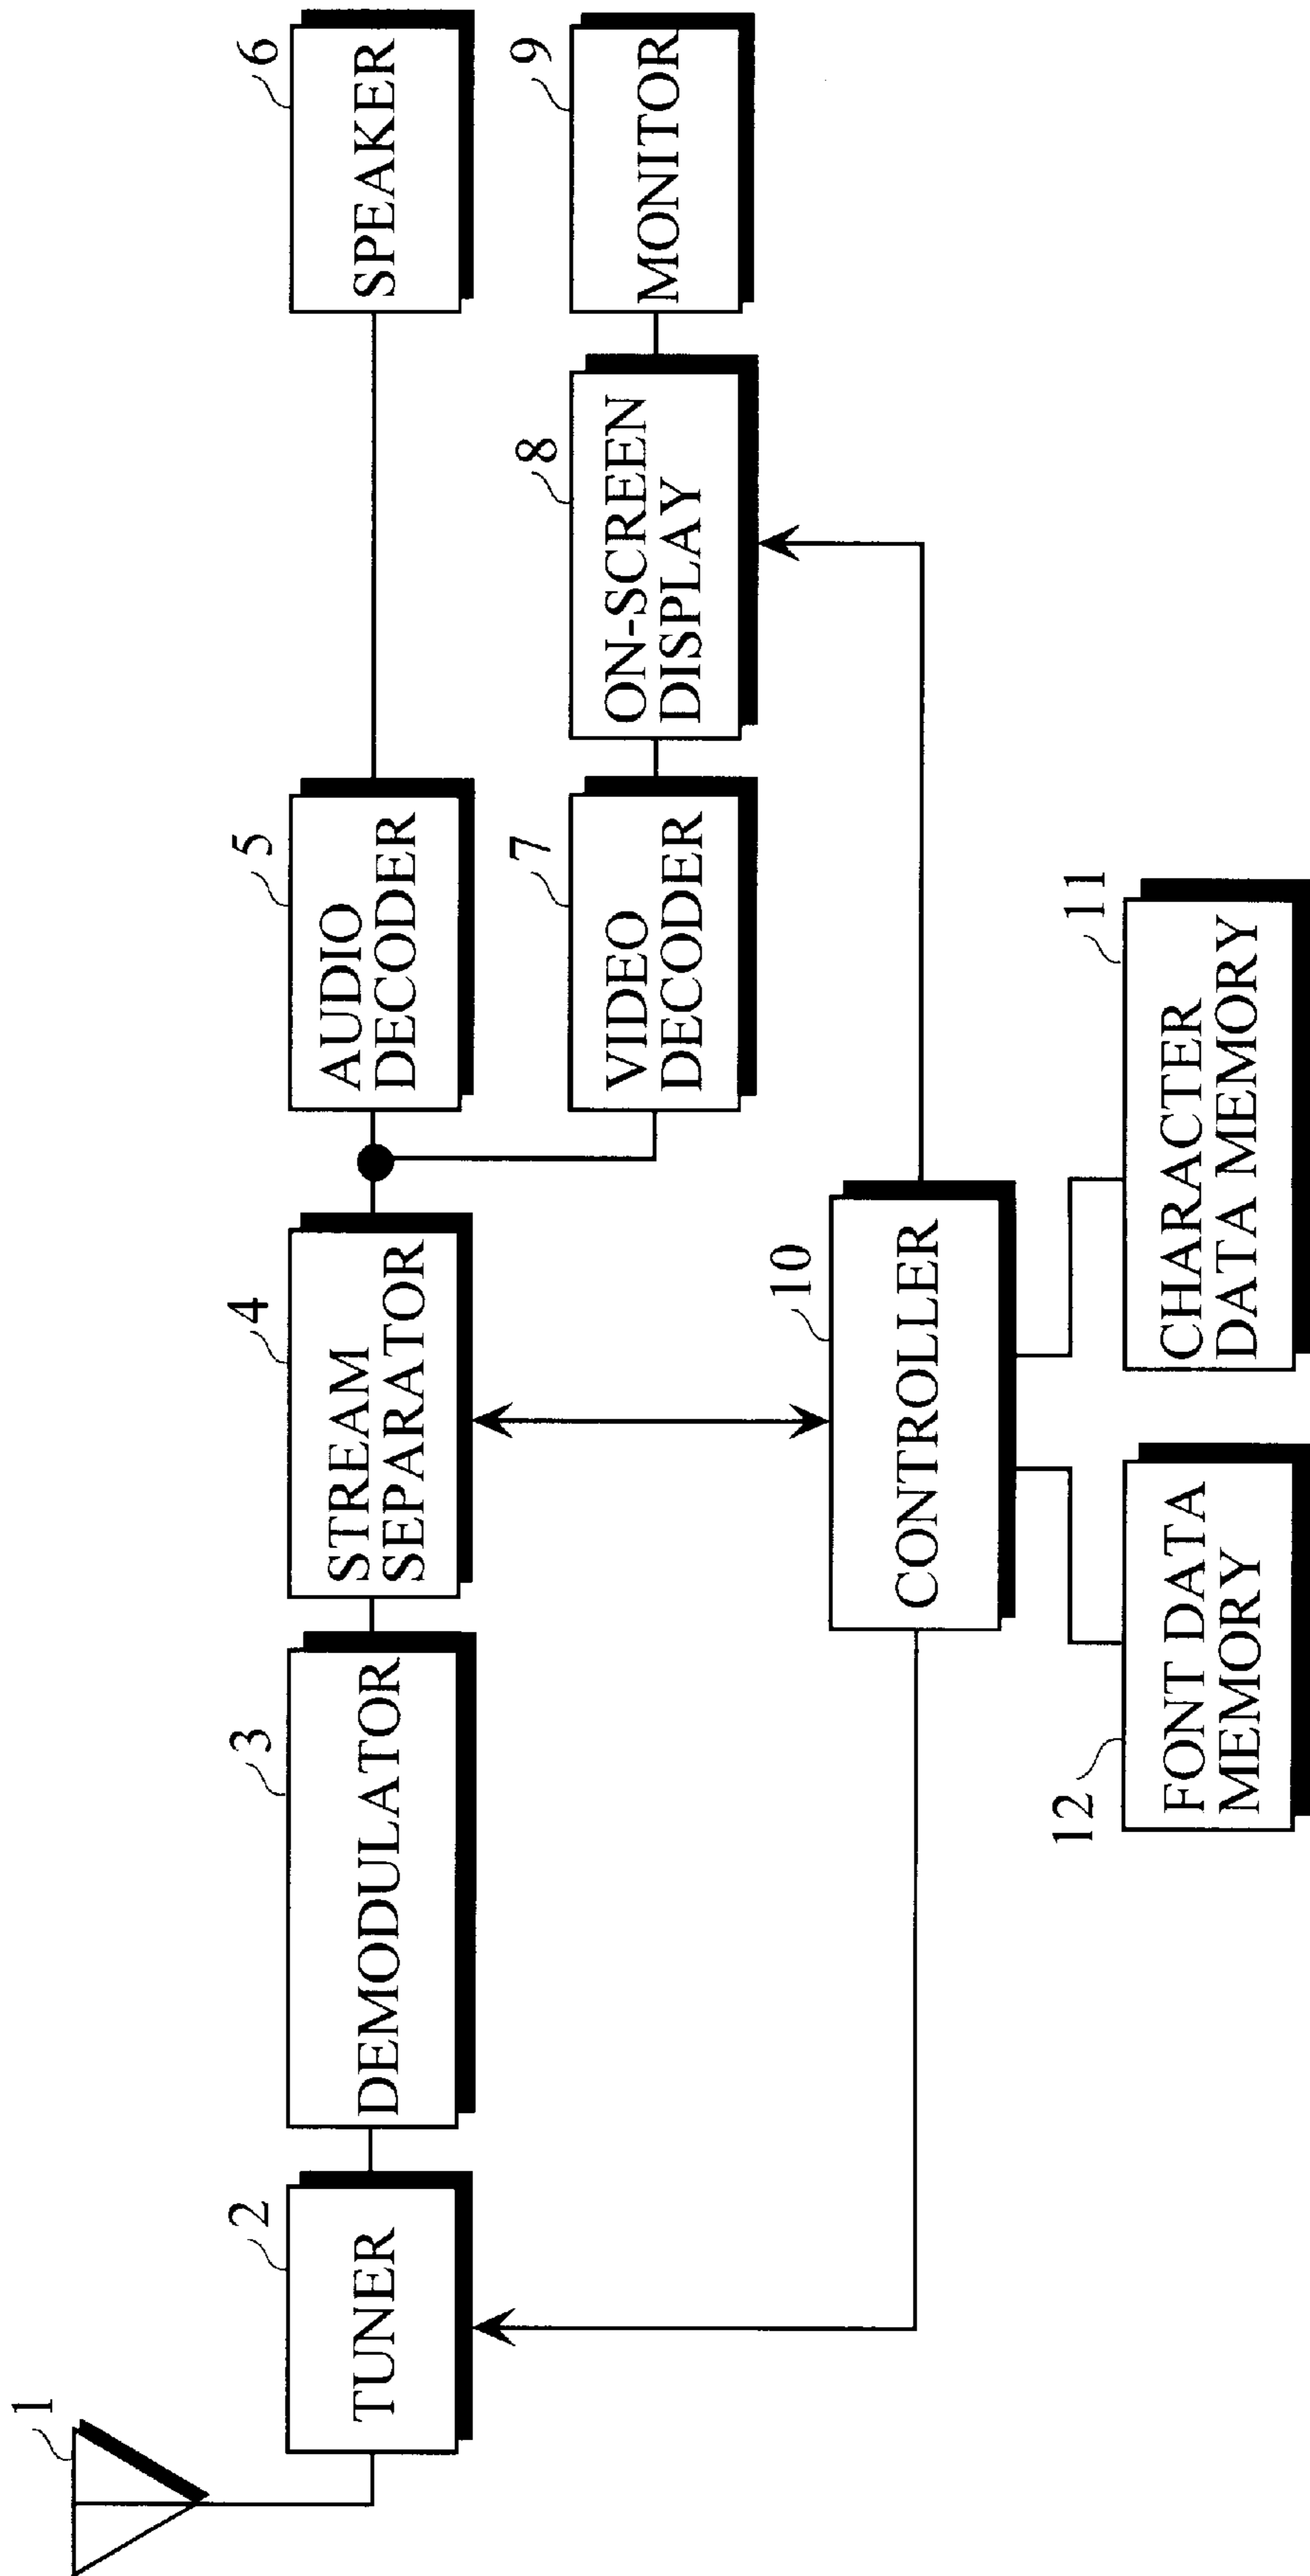 1
2
TUNER
3
DEMODULATOR
4
STREAM
SEPARATOR
5
AUDIO
DECODER
6
SPEAKER
7
VIDEO
DECODER
8
ON-SCREEN
DISPLAY
9
MONITOR
10
CONTROLLER
12
FONT DATA
MEMORY
11
CHARACTER
DATA MEMORY